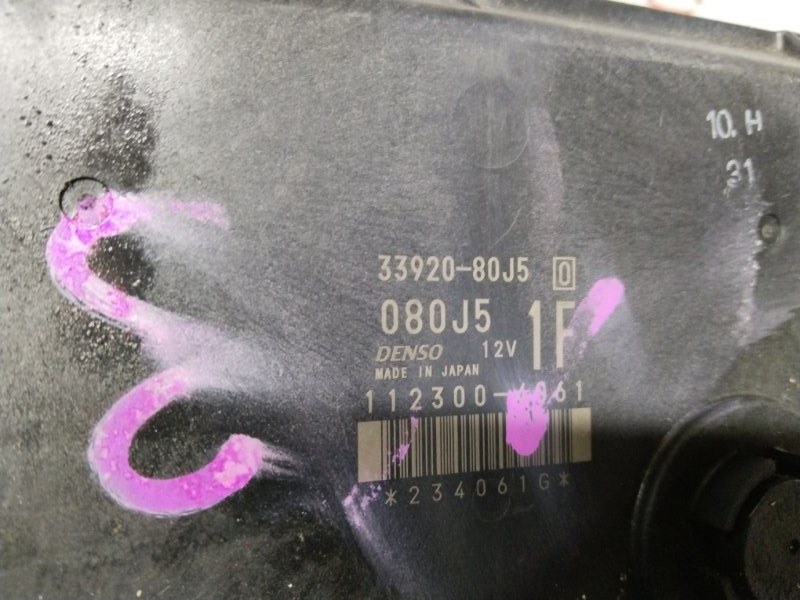 10. H
31
33920-80J5 0
080J5 1F
DENSO 12V
MADE IN JAPAN
*234061G*